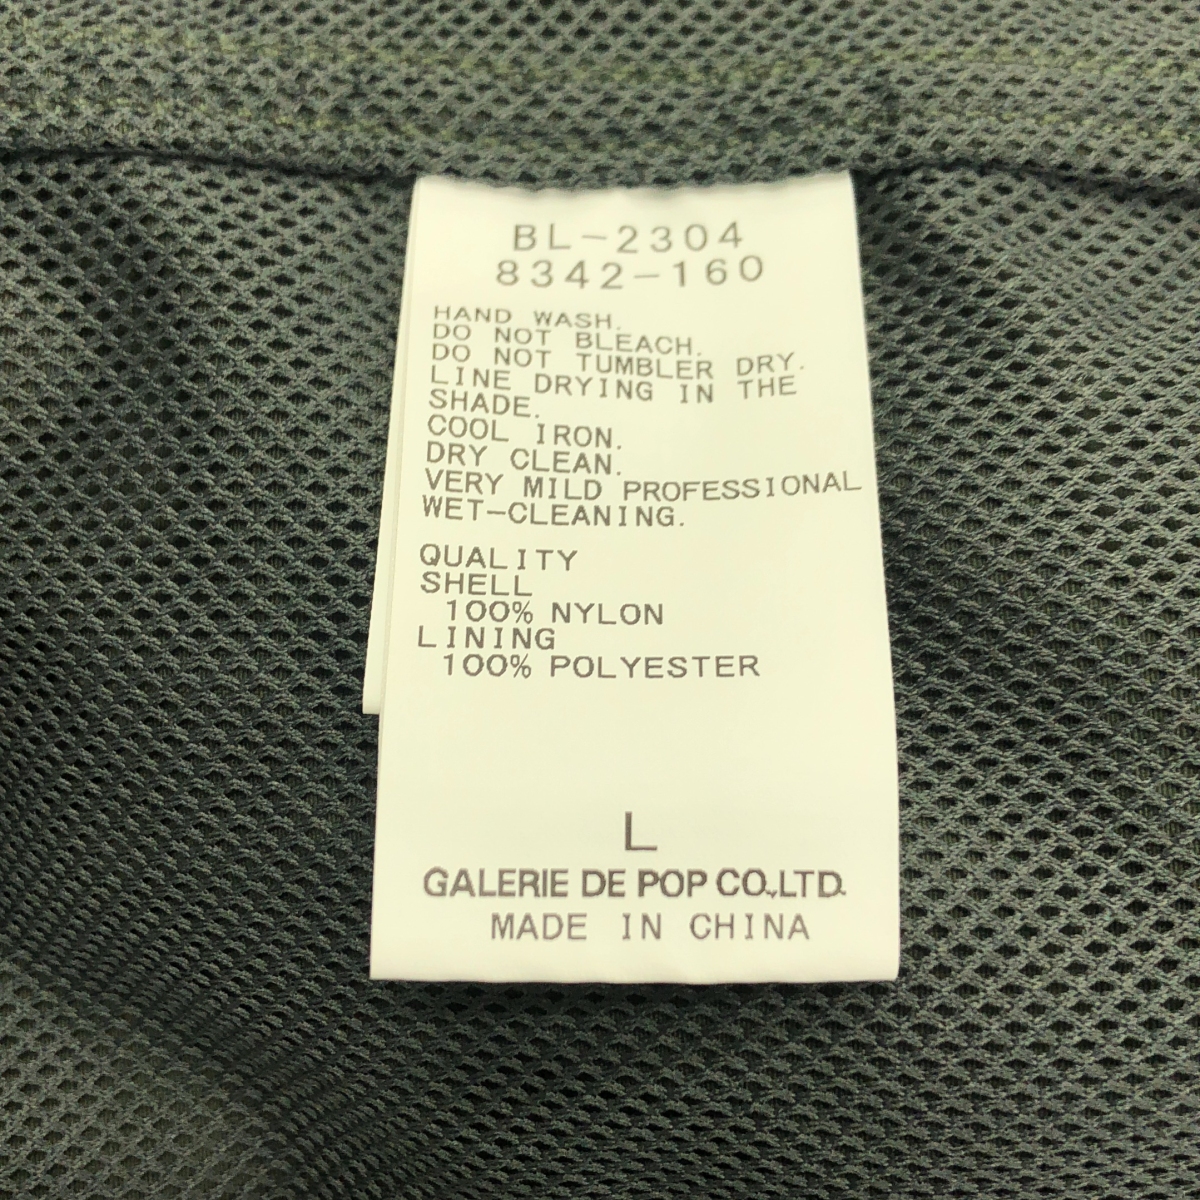 BL-2304
8342-160
HAND WASH.
DO NOT BLEACH.
DO NOT TUMBLER DRY.
LINE DRYING IN THE
SHADE.
COOL IRON.
DRY CLEAN.
VERY MILD PROFESSIONAL
WET-CLEANING.
QUALITY
SHELL
100% NYLON
LINING
100% POLYESTER
L
GALERIE DE POP CO.,LTD.
MADE IN CHINA